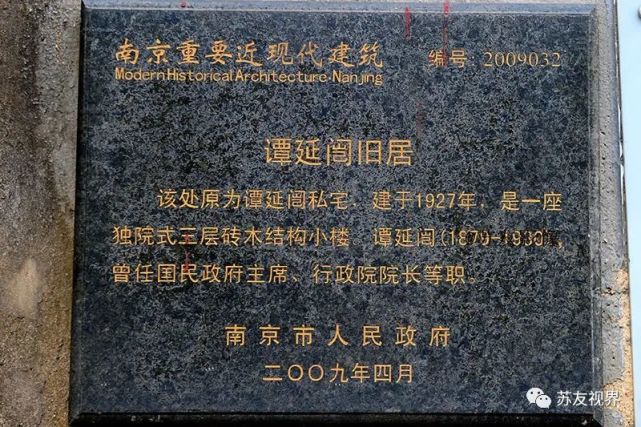 南京重要近现代建筑 编号 2009032
Modern Historical Architecture·Nanjing
谭延闿旧居
该处原为谭延闿私宅，建于1927年，是一座
独院式三层砖木结构小楼。谭延闿(1879-1930)，
曾任国民政府主席、行政院院长等职。
南京市人民政府
二〇〇九年四月
苏友视界